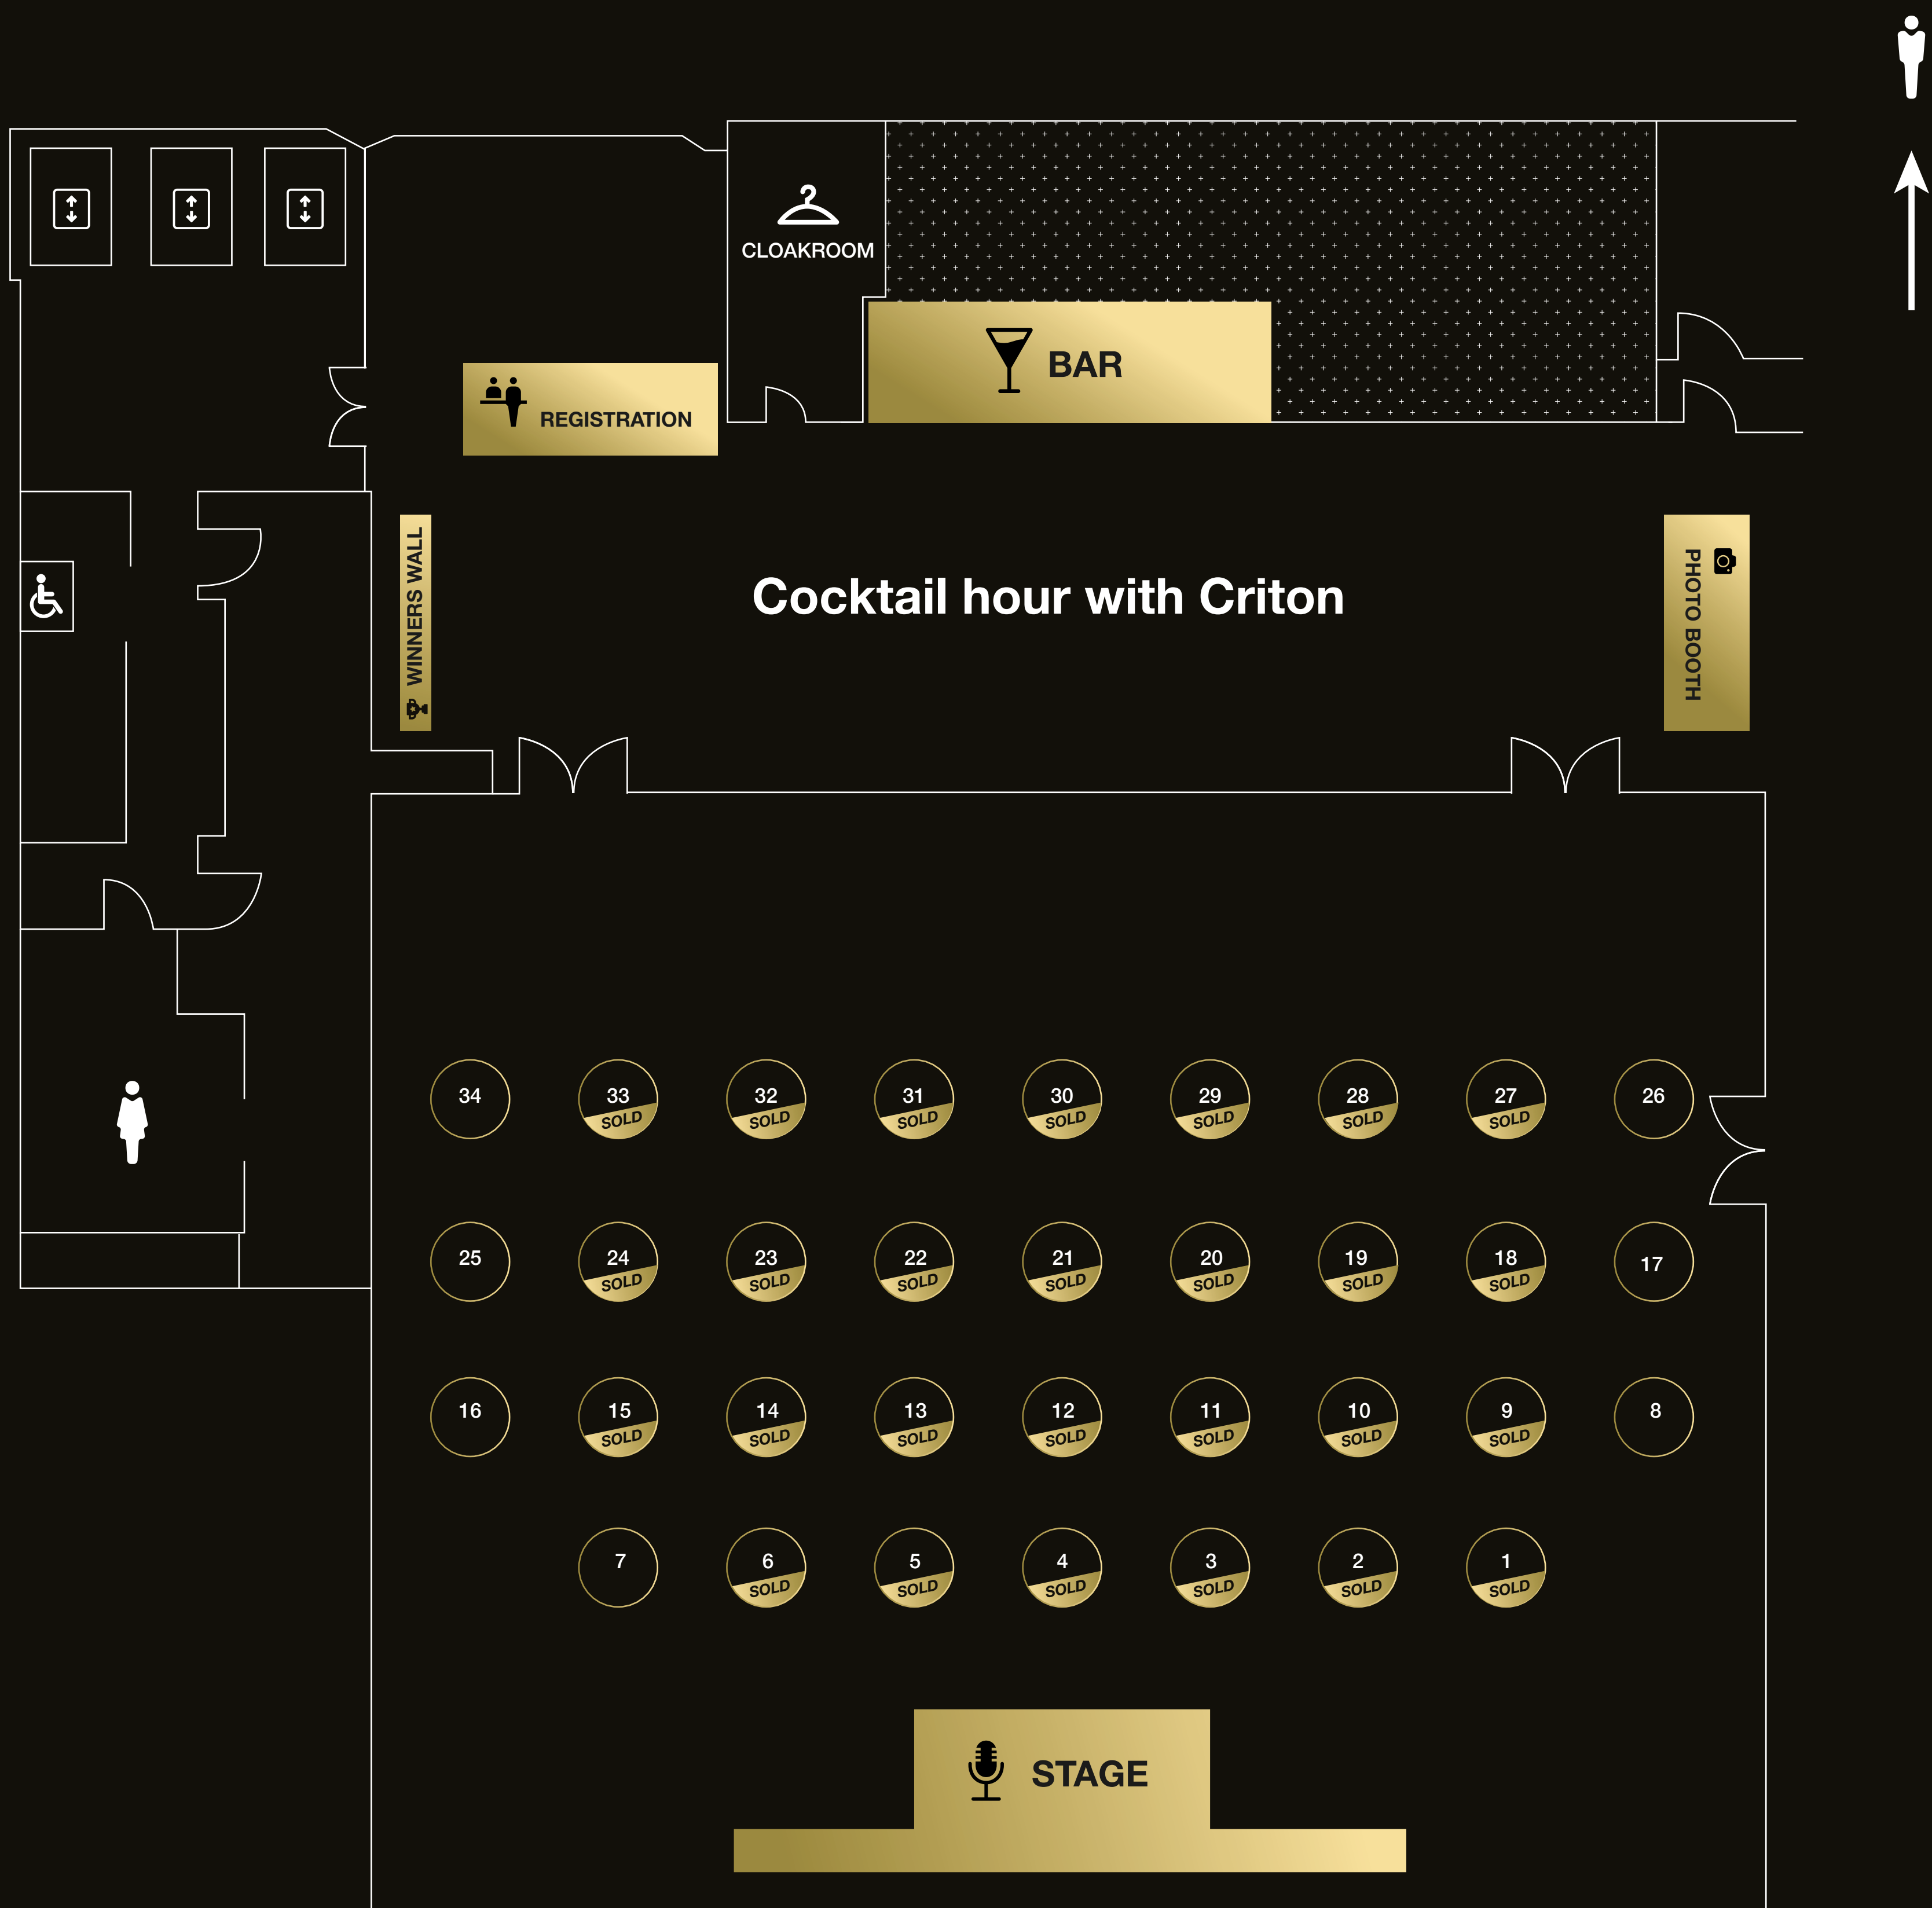 CLOAKROOM
BAR
REGISTRATION
WINNERS WALL
Cocktail hour with Criton
PHOTO BOOTH
34
33
SOLD
32
SOLD
31
SOLD
30
SOLD
29
SOLD
28
SOLD
27
SOLD
26
25
24
SOLD
23
SOLD
22
SOLD
21
SOLD
20
SOLD
19
SOLD
18
SOLD
17
16
15
SOLD
14
SOLD
13
SOLD
12
SOLD
11
SOLD
10
SOLD
9
SOLD
8
7
6
SOLD
5
SOLD
4
SOLD
3
SOLD
2
SOLD
1
SOLD
STAGE